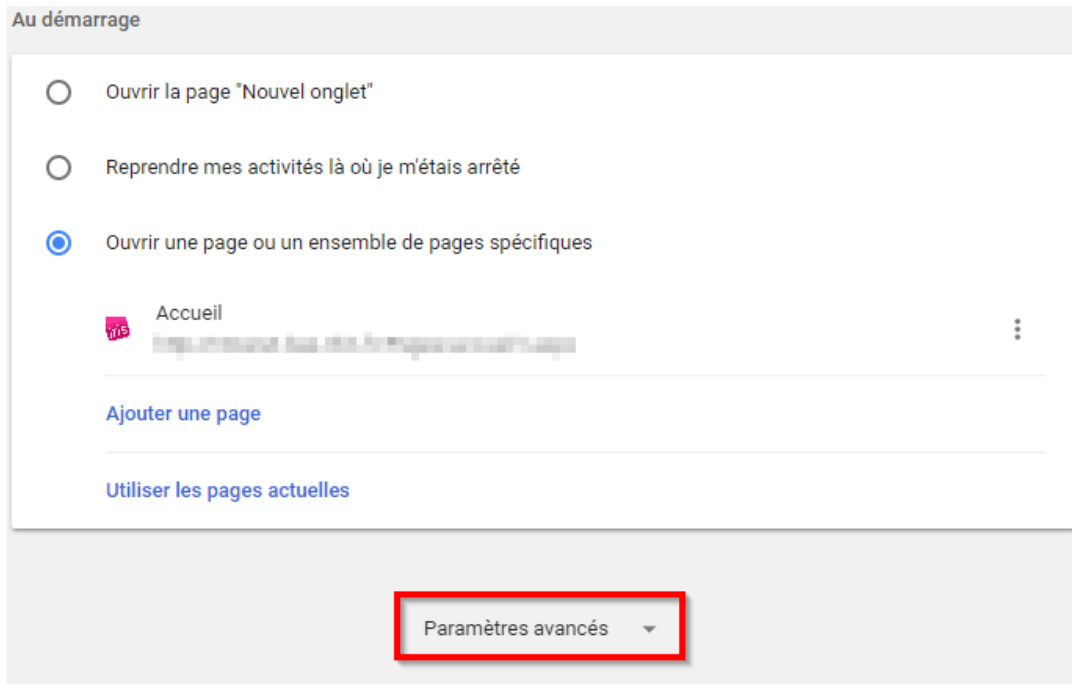 Au démarrage
Ouvrir la page "Nouvel onglet"
Reprendre mes activités là où je m'étais arrêté
Ouvrir une page ou un ensemble de pages spécifiques
Accueil
Ajouter une page
Utiliser les pages actuelles
Paramètres avancés